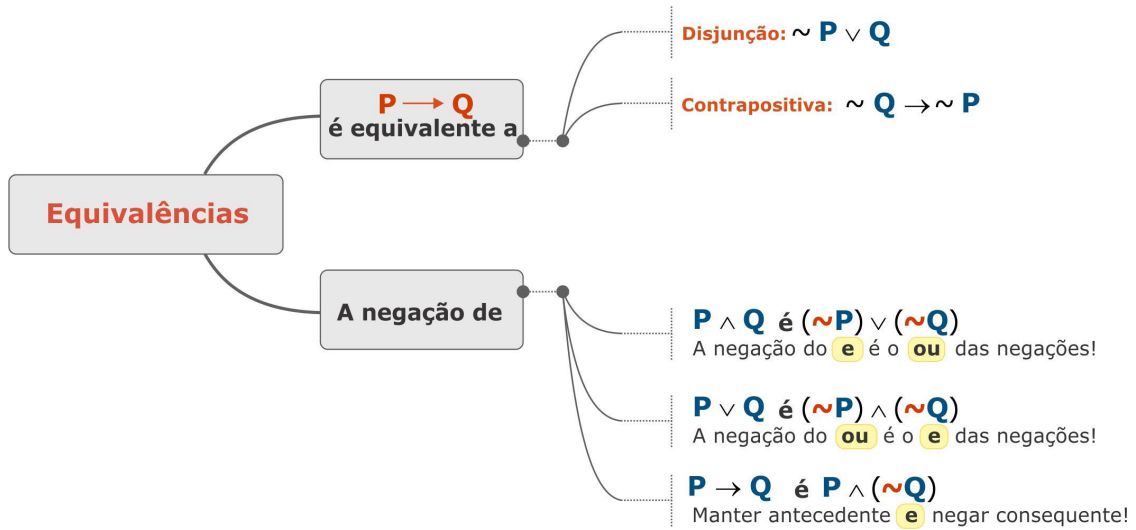 Equivalências
P → Q
é equivalente a
Disjunção: ~ P ∨ Q
Contrapositiva: ~ Q → ~ P
A negação de
P ∧ Q é (~P) ∨ (~Q)
A negação do e é o ou das negações!
P ∨ Q é (~P) ∧ (~Q)
A negação do ou é o e das negações!
P → Q é P ∧ (~Q)
Manter antecedente e negar consequente!